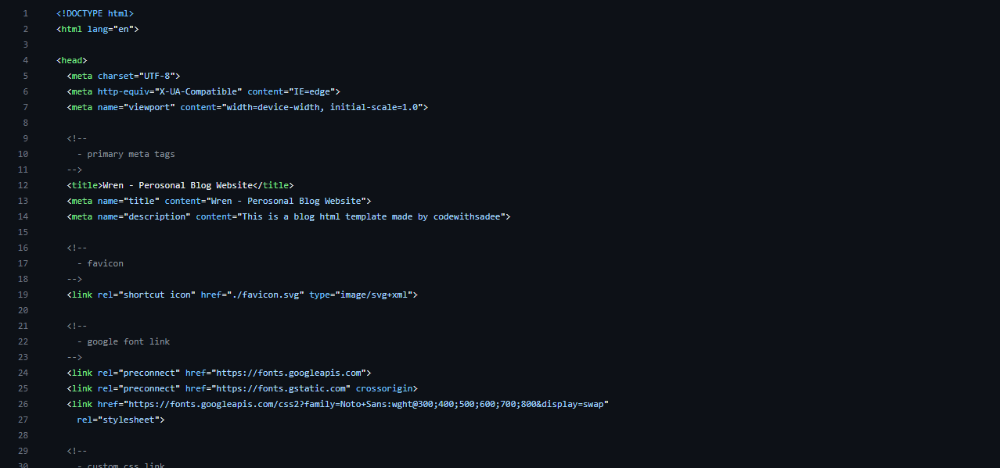 1 <!DOCTYPE html>
2 <html lang="en">
3
4 <head>
5 <meta charset="UTF-8">
6 <meta http-equiv="X-UA-Compatible" content="IE=edge">
7 <meta name="viewport" content="width=device-width, initial-scale=1.0">
8
9 <!--
10 - primary meta tags
11 -->
12 <title>Wren - Perosonal Blog Website</title>
13 <meta name="title" content="Wren - Perosonal Blog Website">
14 <meta name="description" content="This is a blog html template made by codewithsadee">
15
16 <!--
17 - favicon
18 -->
19 <link rel="shortcut icon" href="./favicon.svg" type="image/svg+xml">
20
21 <!--
22 - google font link
23 -->
24 <link rel="preconnect" href="https://fonts.googleapis.com">
25 <link rel="preconnect" href="https://fonts.gstatic.com" crossorigin>
26 <link href="https://fonts.googleapis.com/css2?family=Noto+Sans:wght@300;400;500;600;700;800&display=swap"
27 rel="stylesheet">
28
29 <!--
30 - custom css link